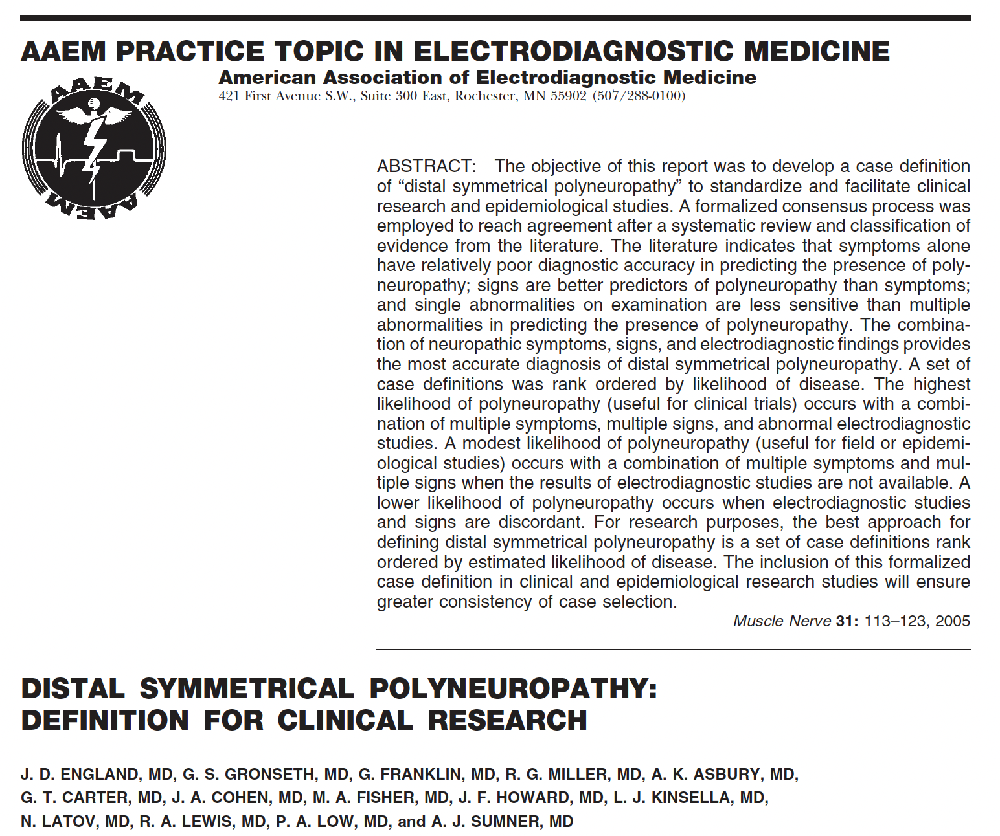 AAEM PRACTICE TOPIC IN ELECTRODIAGNOSTIC MEDICINE
American Association of Electrodiagnostic Medicine
421 First Avenue S.W., Suite 300 East, Rochester, MN 55902 (507/288-0100)
AAEM
AAEM
ABSTRACT: The objective of this report was to develop a case definition
of “distal symmetrical polyneuropathy” to standardize and facilitate clinical
research and epidemiological studies. A formalized consensus process was
employed to reach agreement after a systematic review and classification of
evidence from the literature. The literature indicates that symptoms alone
have relatively poor diagnostic accuracy in predicting the presence of poly-
neuropathy; signs are better predictors of polyneuropathy than symptoms;
and single abnormalities on examination are less sensitive than multiple
abnormalities in predicting the presence of polyneuropathy. The combina-
tion of neuropathic symptoms, signs, and electrodiagnostic findings provides
the most accurate diagnosis of distal symmetrical polyneuropathy. A set of
case definitions was rank ordered by likelihood of disease. The highest
likelihood of polyneuropathy (useful for clinical trials) occurs with a combi-
nation of multiple symptoms, multiple signs, and abnormal electrodiagnostic
studies. A modest likelihood of polyneuropathy (useful for field or epidemi-
ological studies) occurs with a combination of multiple symptoms and mul-
tiple signs when the results of electrodiagnostic studies are not available. A
lower likelihood of polyneuropathy occurs when electrodiagnostic studies
and signs are discordant. For research purposes, the best approach for
defining distal symmetrical polyneuropathy is a set of case definitions rank
ordered by estimated likelihood of disease. The inclusion of this formalized
case definition in clinical and epidemiological research studies will ensure
greater consistency of case selection.
Muscle Nerve 31: 113–123, 2005
DISTAL SYMMETRICAL POLYNEUROPATHY:
DEFINITION FOR CLINICAL RESEARCH
J. D. ENGLAND, MD, G. S. GRONSETH, MD, G. FRANKLIN, MD, R. G. MILLER, MD, A. K. ASBURY, MD,
G. T. CARTER, MD, J. A. COHEN, MD, M. A. FISHER, MD, J. F. HOWARD, MD, L. J. KINSELLA, MD,
N. LATOV, MD, R. A. LEWIS, MD, P. A. LOW, MD, and A. J. SUMNER, MD